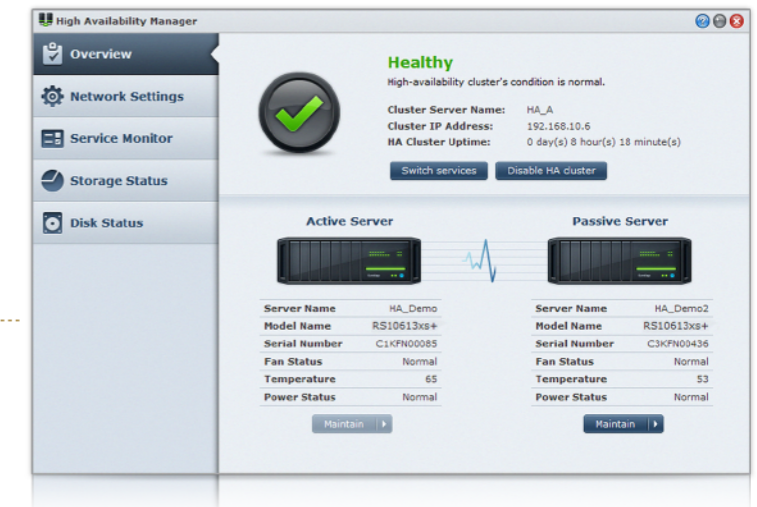 High Availability Manager
Overview
Network Settings
Service Monitor
Storage Status
Disk Status
Healthy
High-availability cluster's condition is normal.
Cluster Server Name: HA_A
Cluster IP Address: 192.168.10.6
HA Cluster Uptime: 0 day(s) 8 hour(s) 18 minute(s)
Switch services Disable HA cluster
Active Server Passive Server
Server Name HA_Demo Server Name HA_Demo2
Model Name RS10613xs+ Model Name RS10613xs+
Serial Number C1KFN00085 Serial Number C3KFN00436
Fan Status Normal Fan Status Normal
Temperature 65 Temperature 53
Power Status Normal Power Status Normal
Maintain Maintain